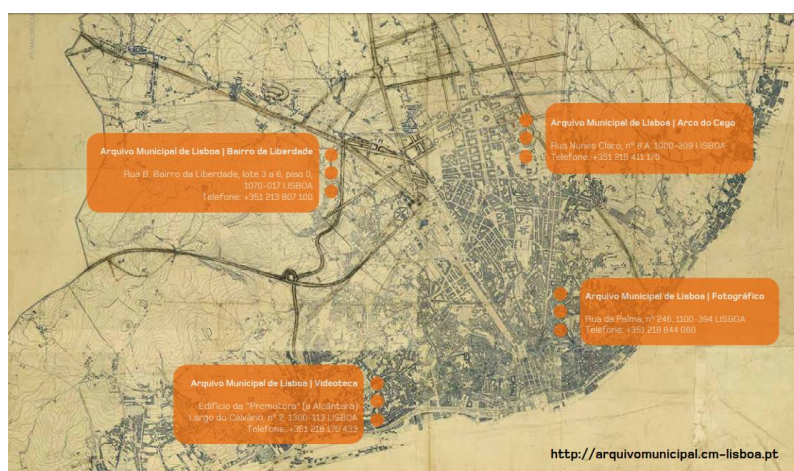 Arquivo Municipal de Lisboa | Arco do Cego
Rua Nunes Claro, nº 8 A, 1000-209 LISBOA
Telefone: +351 218 411 170
Arquivo Municipal de Lisboa | Bairro da Liberdade
Rua B, Bairro da Liberdade, lote 3 a 6, piso 0,
1070-017 LISBOA
Telefone: +351 213 807 100
Arquivo Municipal de Lisboa | Fotográfico
Rua da Palma, nº 246, 1100-394 LISBOA
Telefone: +351 218 844 060
Arquivo Municipal de Lisboa | Videoteca
Edifício da "Promotora" (a Alcântara)
Largo do Calvário, nº 2, 1300-113 LISBOA
Telefone: +351 218 170 433
http://arquivomunicipal.cm-lisboa.pt